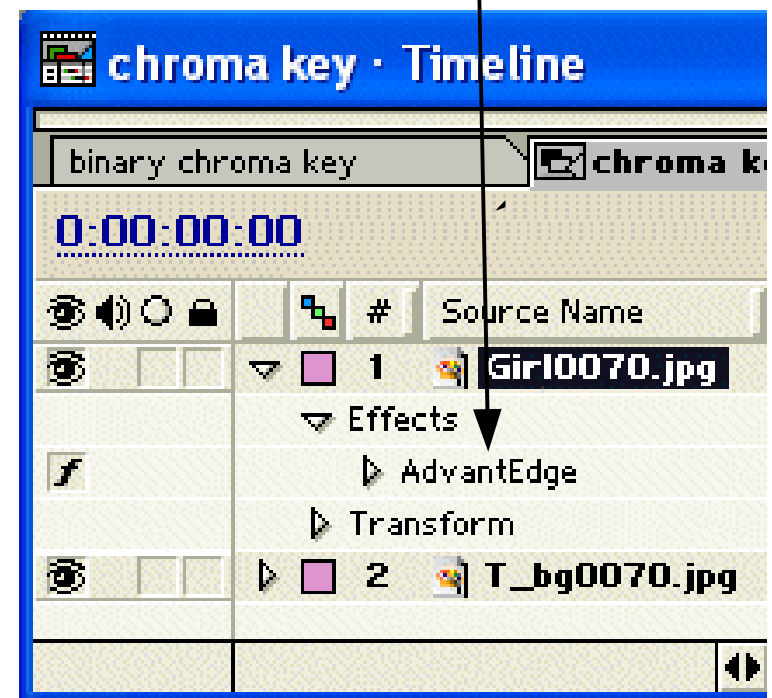 chroma key · Timeline
binary chroma key chroma k
0:00:00:00
# Source Name
1 Girl0070.jpg
Effects
f AdvantEdge
Transform
2 T_bg0070.jpg